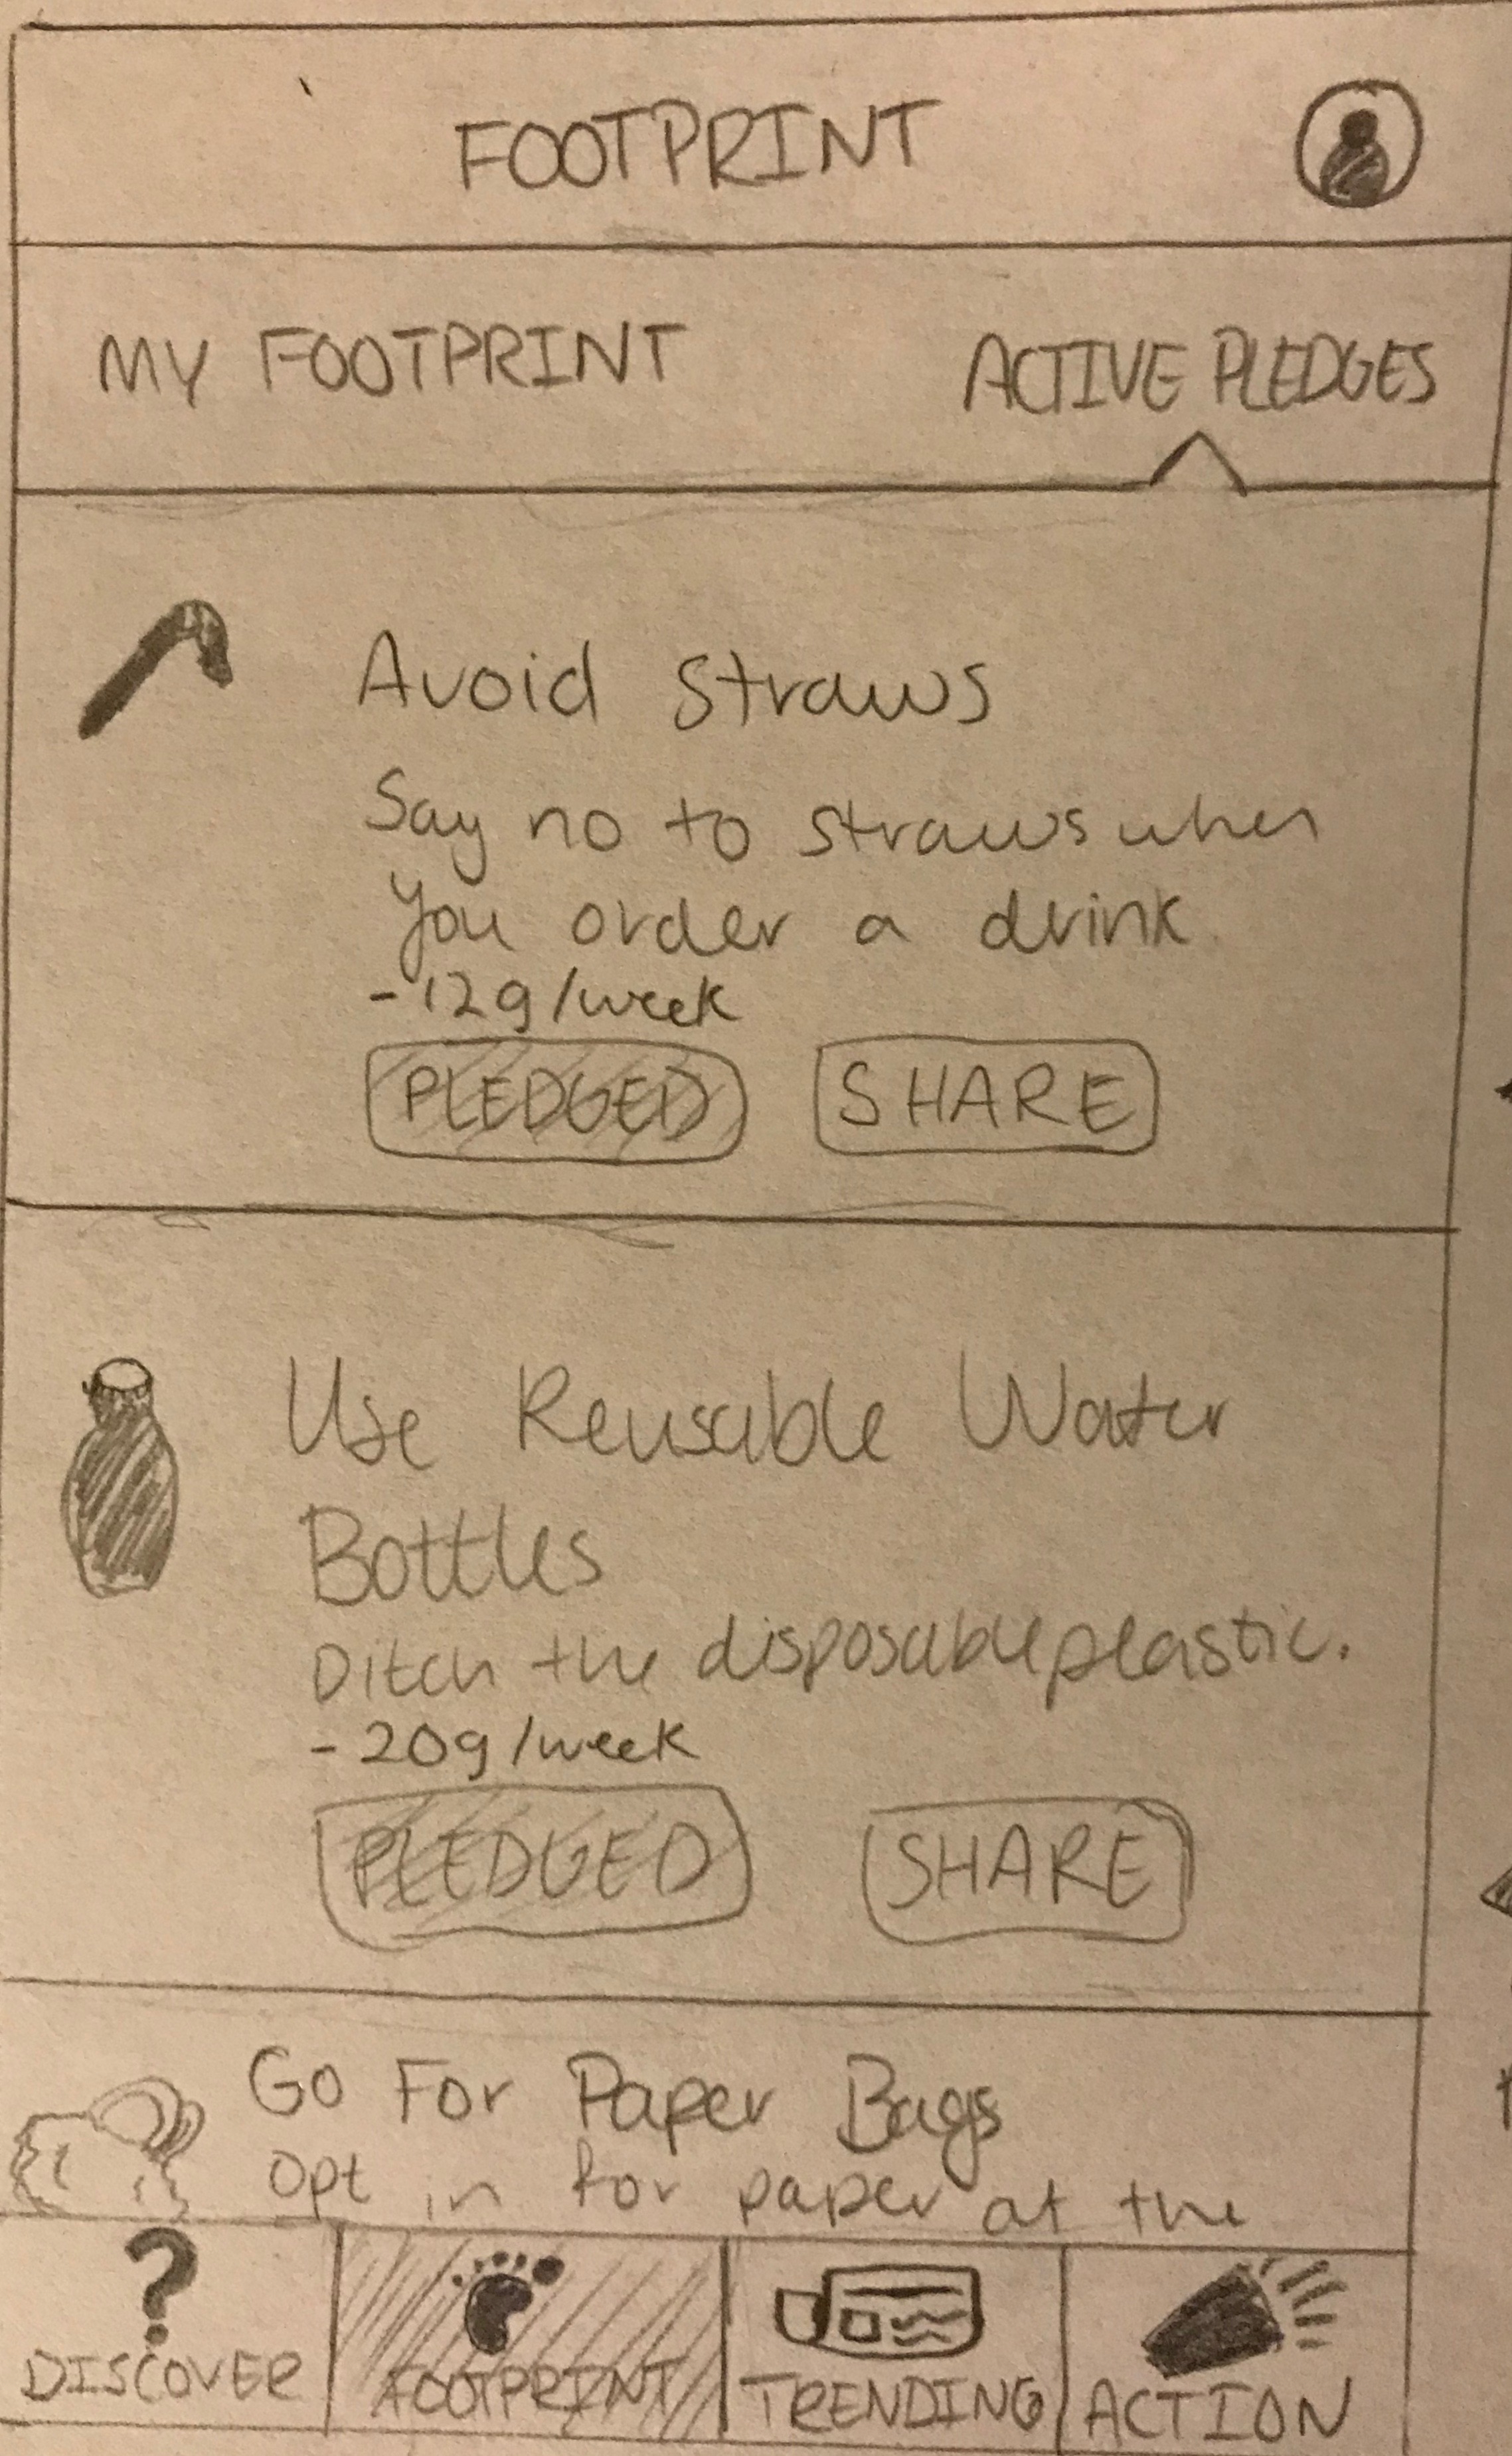 FOOTPRINT
MY FOOTPRINT ACTIVE PLEDGES
Avoid straws
Say no to straws when
you order a drink.
-12g/week
PLEDGED SHARE
Use Reusable Water
Bottles
Ditch the disposable plastic.
-20g/week
PLEDGED SHARE
Go For Paper Bags
Opt in for paper at the
?
DISCOVER FOOTPRINT TRENDING ACTION